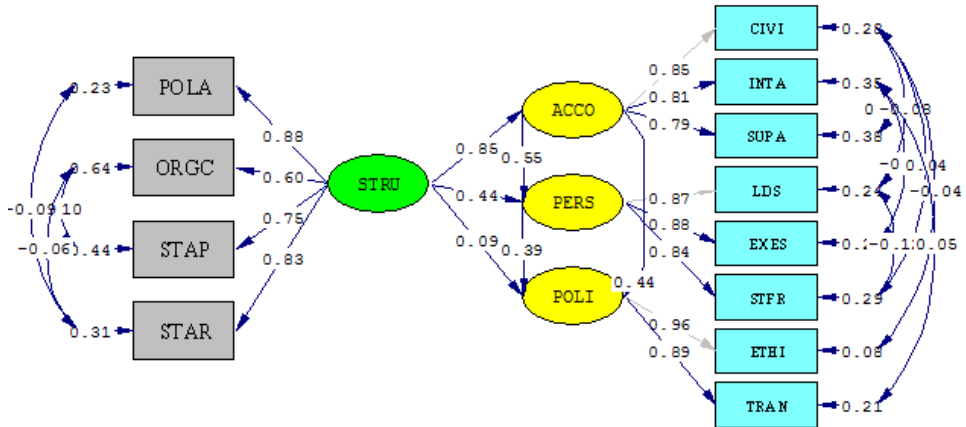 CIVI
0.28
0.23
POLA
0.85
INTA
0.35
0.88
ACCO
0.81
0.79
SUPA
0.38
0.64
ORGC
0.60
0.85
0.55
STRU
0.04
0.75
0.44
PERS
0.87
LDS
0.24
-0.04
-0.09
10
0.88
-0.06
0.44
STAP
0.09
0.39
0.84
EXES
0.05
0.83
0.44
POLI
STFR
0.29
0.31
STAR
0.96
ETHI
0.08
0.89
TRAN
0.21